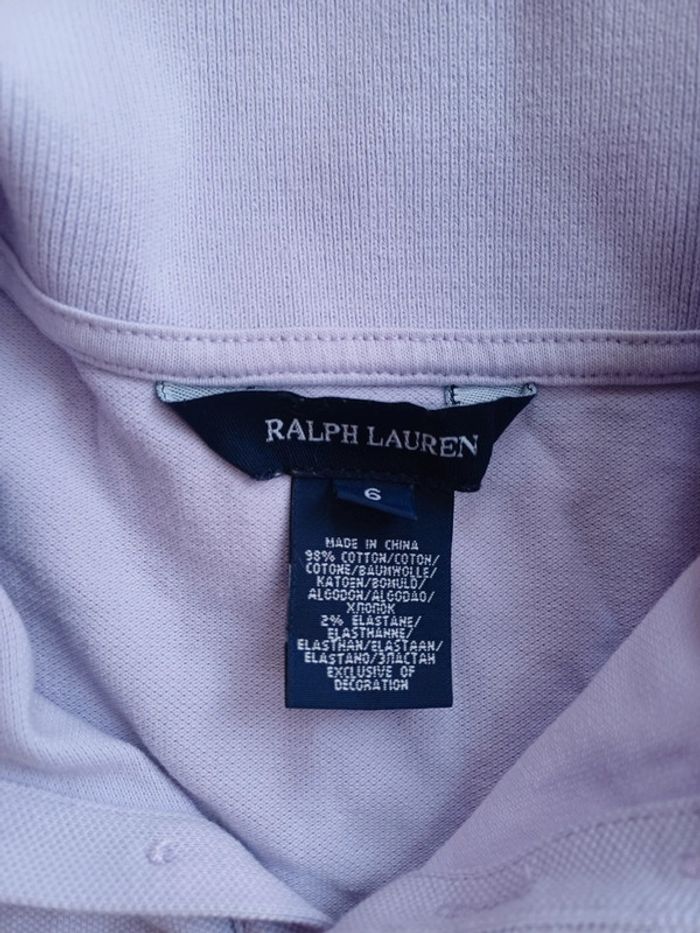 RALPH LAUREN
6
MADE IN CHINA
98% COTTON/COTON/
COTONE/BAUMWOLLE/
KATOEN/BOMULD/
ALGODON/ALGODAO/
ХЛОПОК
2% ELASTANE/
ELASTHANNE/
ELASTHAN/ELASTAAN/
ELASTANO/ЭЛАСТАН
EXCLUSIVE OF
DECORATION